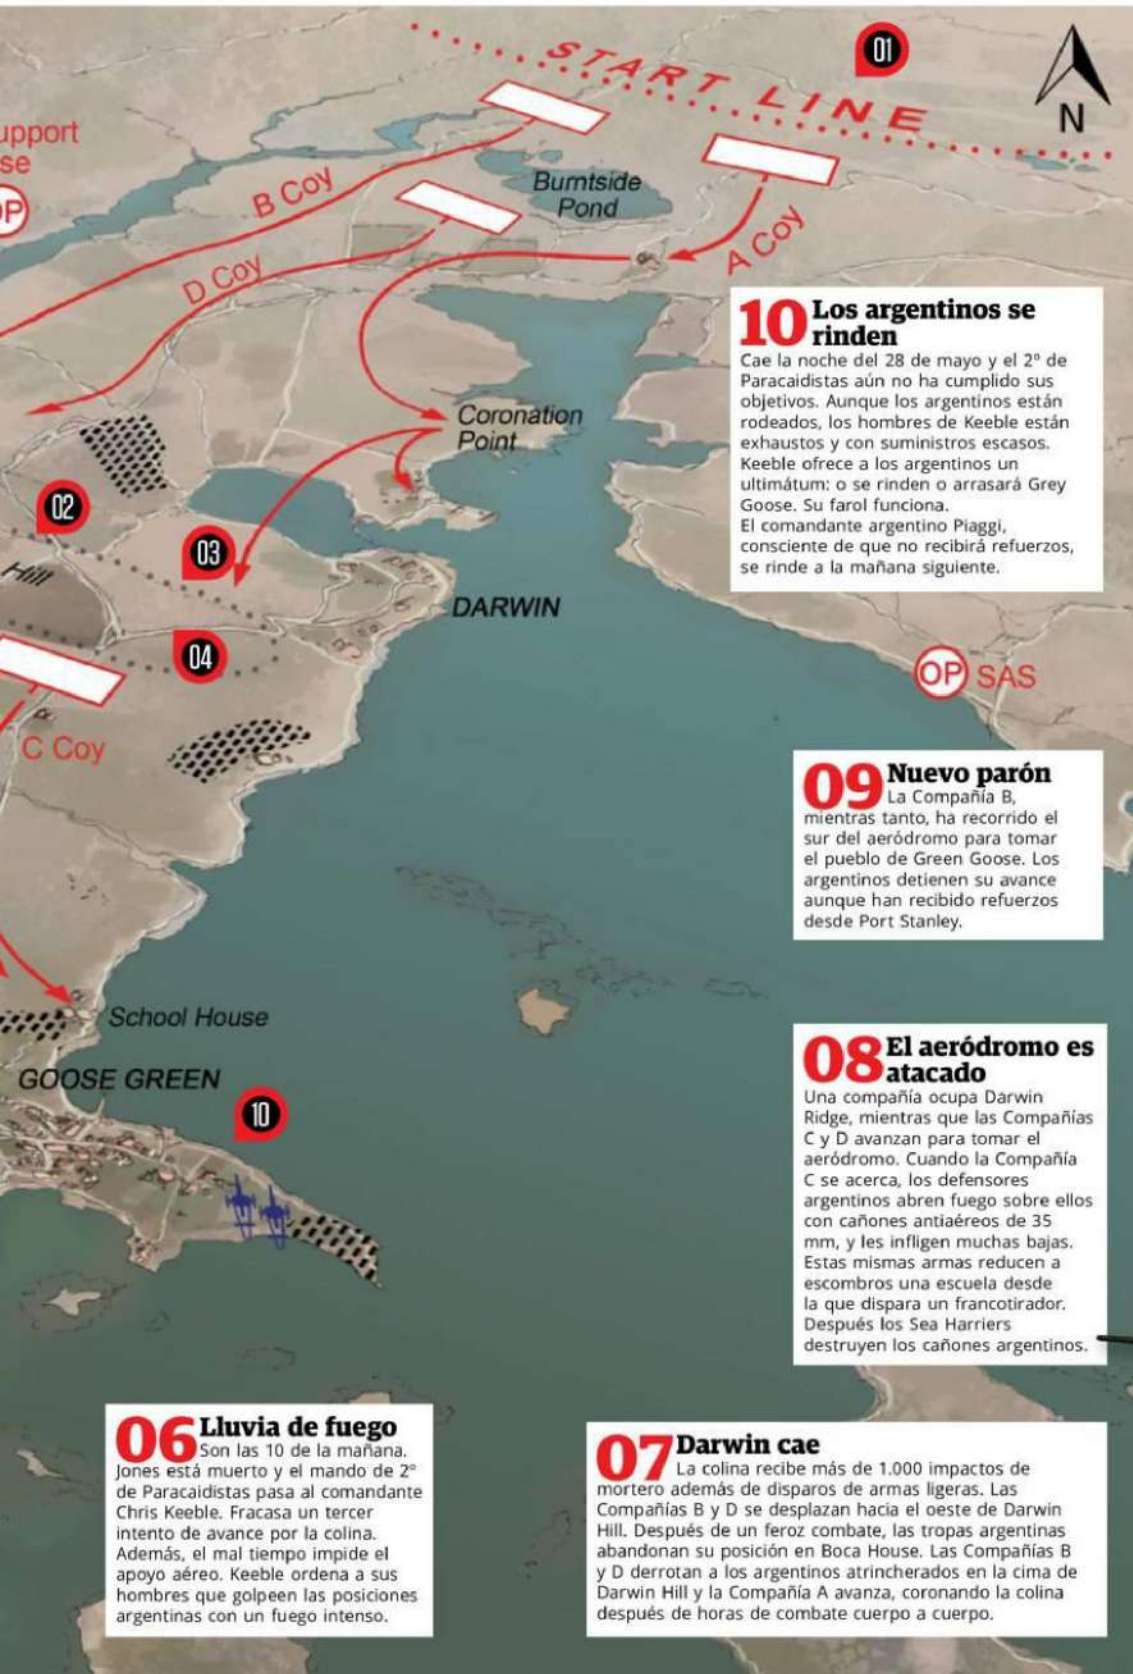 START LINE
01
N
upport
se
OP
B Coy
Burntside
Pond
A Coy
D Coy
10 Los argentinos se
rinden
Cae la noche del 28 de mayo y el 2º de
Paracaidistas aún no ha cumplido sus
objetivos. Aunque los argentinos están
rodeados, los hombres de Keeble están
exhaustos y con suministros escasos.
Keeble ofrece a los argentinos un
ultimátum: o se rinden o arrasará Grey
Goose. Su farol funciona.
El comandante argentino Piaggi,
consciente de que no recibirá refuerzos,
se rinde a la mañana siguiente.
Coronation
Point
02
03
Hill
DARWIN
04
OP SAS
C Coy
09 Nuevo parón
La Compañía B,
mientras tanto, ha recorrido el
sur del aeródromo para tomar
el pueblo de Green Goose. Los
argentinos detienen su avance
aunque han recibido refuerzos
desde Port Stanley.
School House
GOOSE GREEN
10
08 El aeródromo es
atacado
Una compañía ocupa Darwin
Ridge, mientras que las Compañías
C y D avanzan para tomar el
aeródromo. Cuando la Compañía
C se acerca, los defensores
argentinos abren fuego sobre ellos
con cañones antiaéreos de 35
mm, y les infligen muchas bajas.
Estas mismas armas reducen a
escombros una escuela desde
la que dispara un francotirador.
Después los Sea Harriers
destruyen los cañones argentinos.
06 Lluvia de fuego
Son las 10 de la mañana.
Jones está muerto y el mando de 2º
de Paracaidistas pasa al comandante
Chris Keeble. Fracasa un tercer
intento de avance por la colina.
Además, el mal tiempo impide el
apoyo aéreo. Keeble ordena a sus
hombres que golpeen las posiciones
argentinas con un fuego intenso.
07 Darwin cae
La colina recibe más de 1.000 impactos de
mortero además de disparos de armas ligeras. Las
Compañías B y D se desplazan hacia el oeste de Darwin
Hill. Después de un feroz combate, las tropas argentinas
abandonan su posición en Boca House. Las Compañías B
y D derrotan a los argentinos atrincherados en la cima de
Darwin Hill y la Compañía A avanza, coronando la colina
después de horas de combate cuerpo a cuerpo.